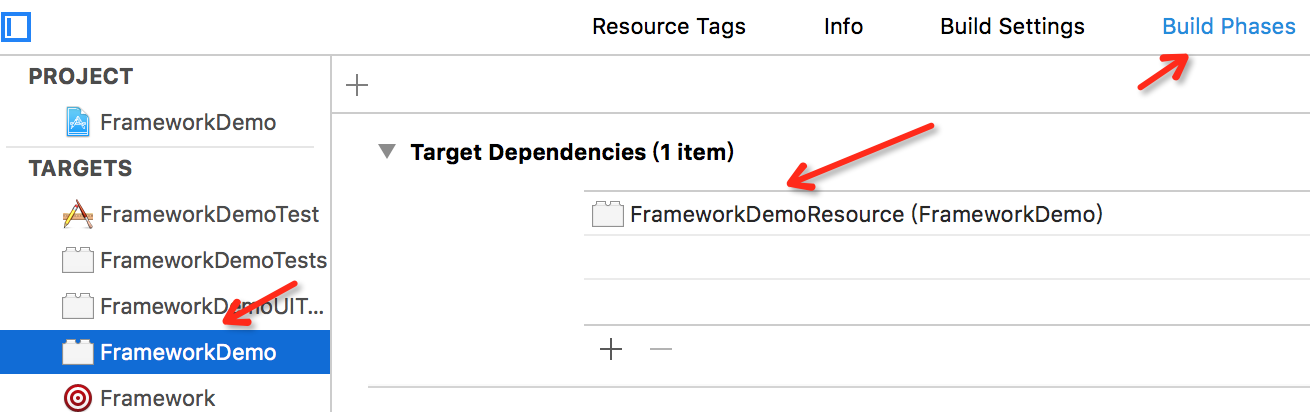 Resource Tags Info Build Settings Build Phases
PROJECT
FrameworkDemo
TARGETS
FrameworkDemoTest
FrameworkDemoTests
FrameworkDemoUIT...
FrameworkDemo
Framework
Target Dependencies (1 item)
FrameworkDemoResource (FrameworkDemo)